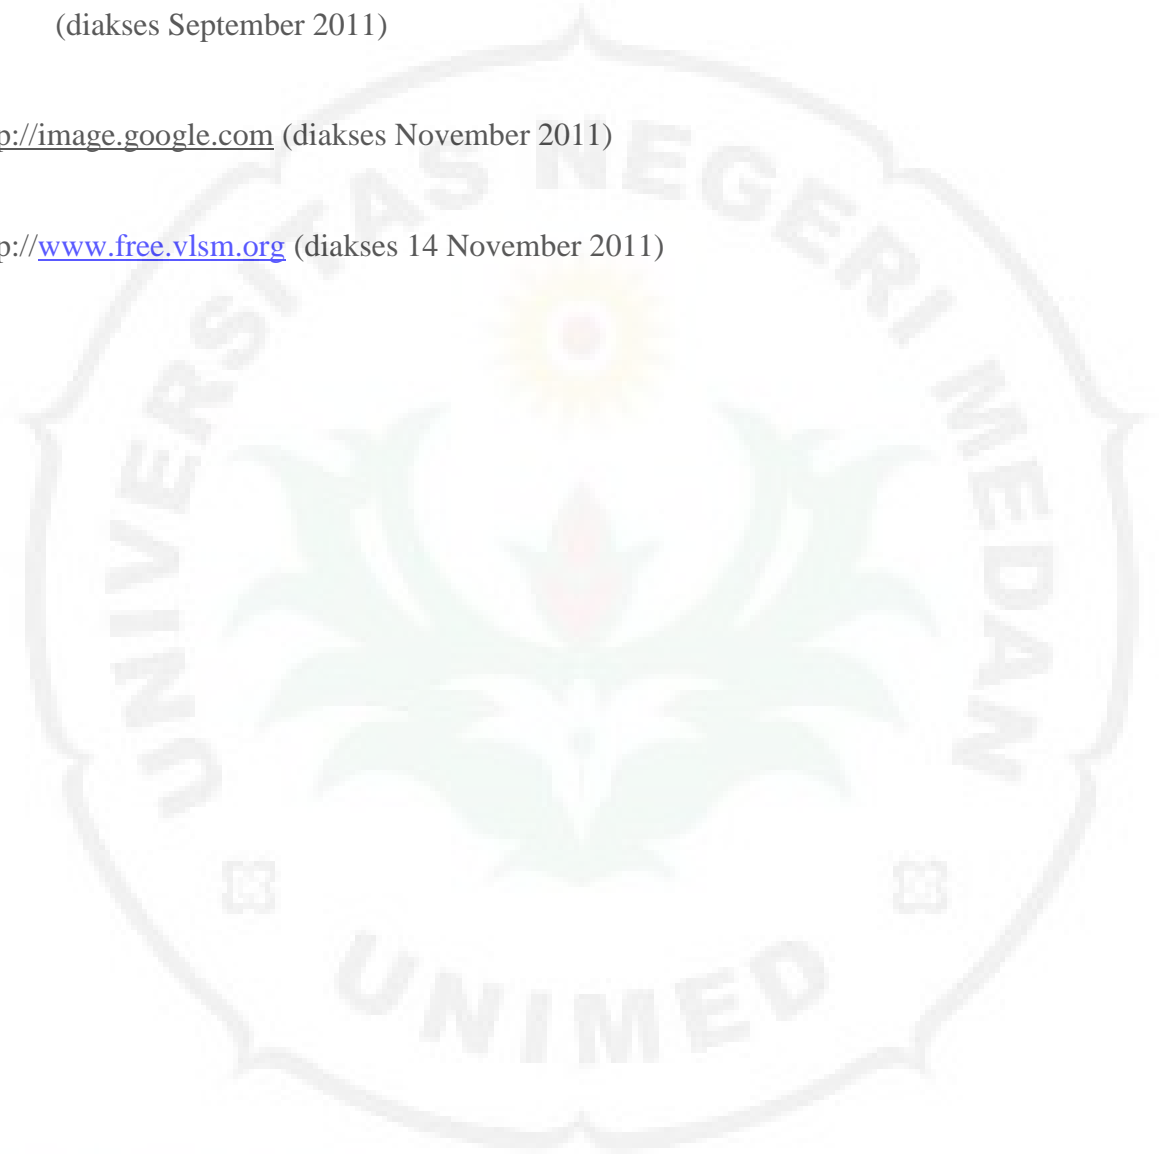 (diakses September 2011)
p://image.google.com (diakses November 2011)
p://www.free.vlsm.org (diakses 14 November 2011)
UNIVERSITAS NEGERI MEDAN
UNIMED